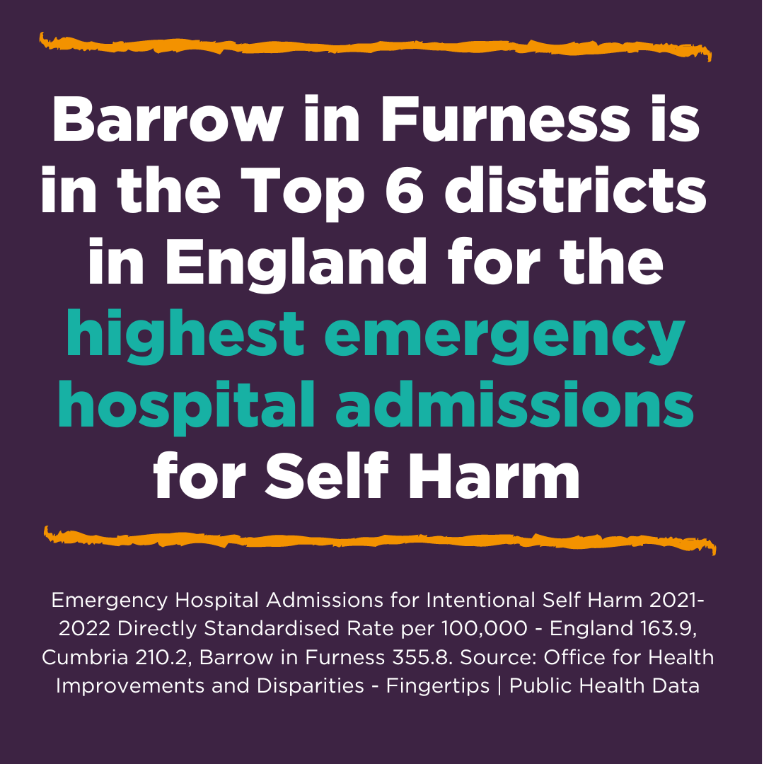 Barrow in Furness is
in the Top 6 districts
in England for the
highest emergency
hospital admissions
for Self Harm
Emergency Hospital Admissions for Intentional Self Harm 2021-
2022 Directly Standardised Rate per 100,000 - England 163.9,
Cumbria 210.2, Barrow in Furness 355.8. Source: Office for Health
Improvements and Disparities - Fingertips | Public Health Data